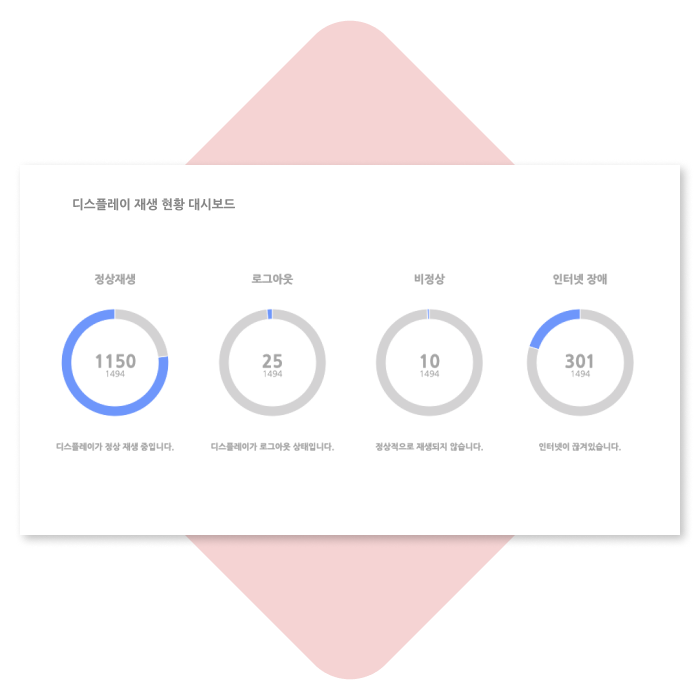 디스플레이 재생 현황 대시보드
정상재생
로그아웃
비정상
인터넷 장애
1150
1494
25
1494
10
1494
301
1494
디스플레이가 정상 재생 중입니다.
디스플레이가 로그아웃 상태입니다.
정상적으로 재생되지 않습니다.
인터넷이 끊겨있습니다.